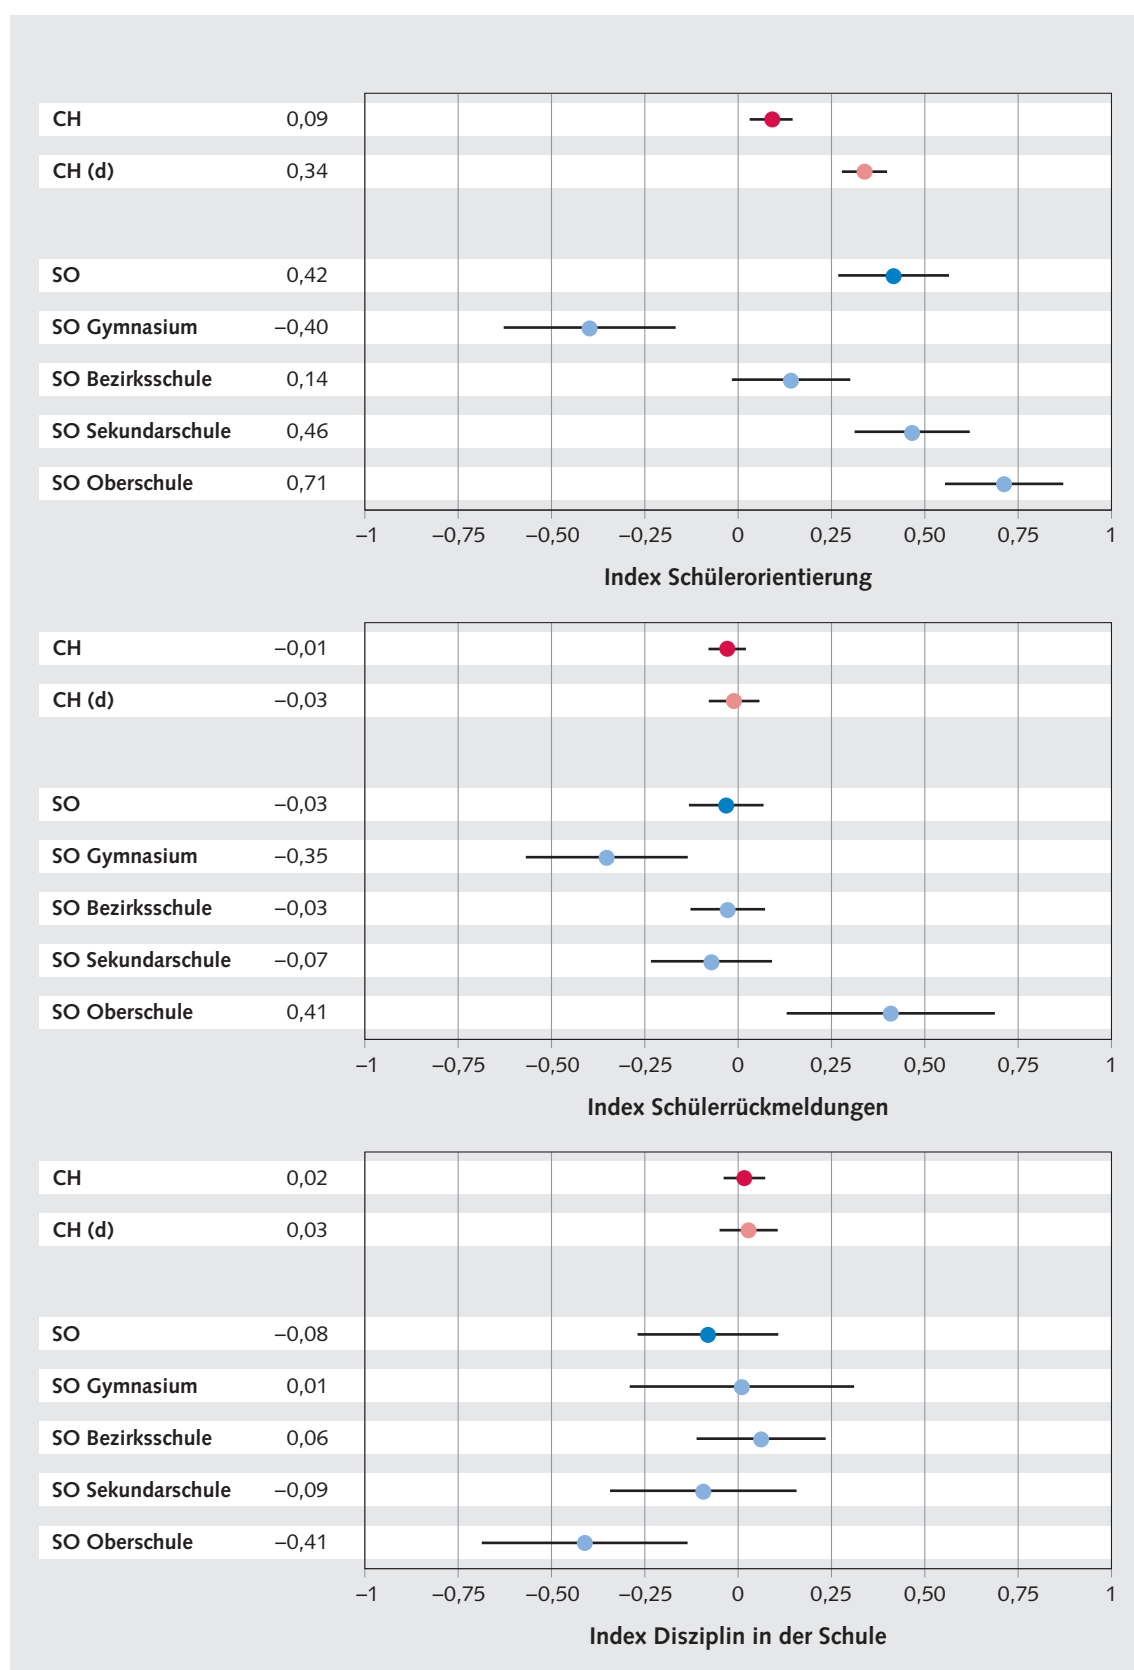 CH 0,09
CH (d) 0,34
SO 0,42
SO Gymnasium –0,40
SO Bezirksschule 0,14
SO Sekundarschule 0,46
SO Oberschule 0,71
–1 –0,75 –0,50 –0,25 0 0,25 0,50 0,75 1
Index Schülerorientierung
CH –0,01
CH (d) –0,03
SO –0,03
SO Gymnasium –0,35
SO Bezirksschule –0,03
SO Sekundarschule –0,07
SO Oberschule 0,41
–1 –0,75 –0,50 –0,25 0 0,25 0,50 0,75 1
Index Schülerrückmeldungen
CH 0,02
CH (d) 0,03
SO –0,08
SO Gymnasium 0,01
SO Bezirksschule 0,06
SO Sekundarschule –0,09
SO Oberschule –0,41
–1 –0,75 –0,50 –0,25 0 0,25 0,50 0,75 1
Index Disziplin in der Schule